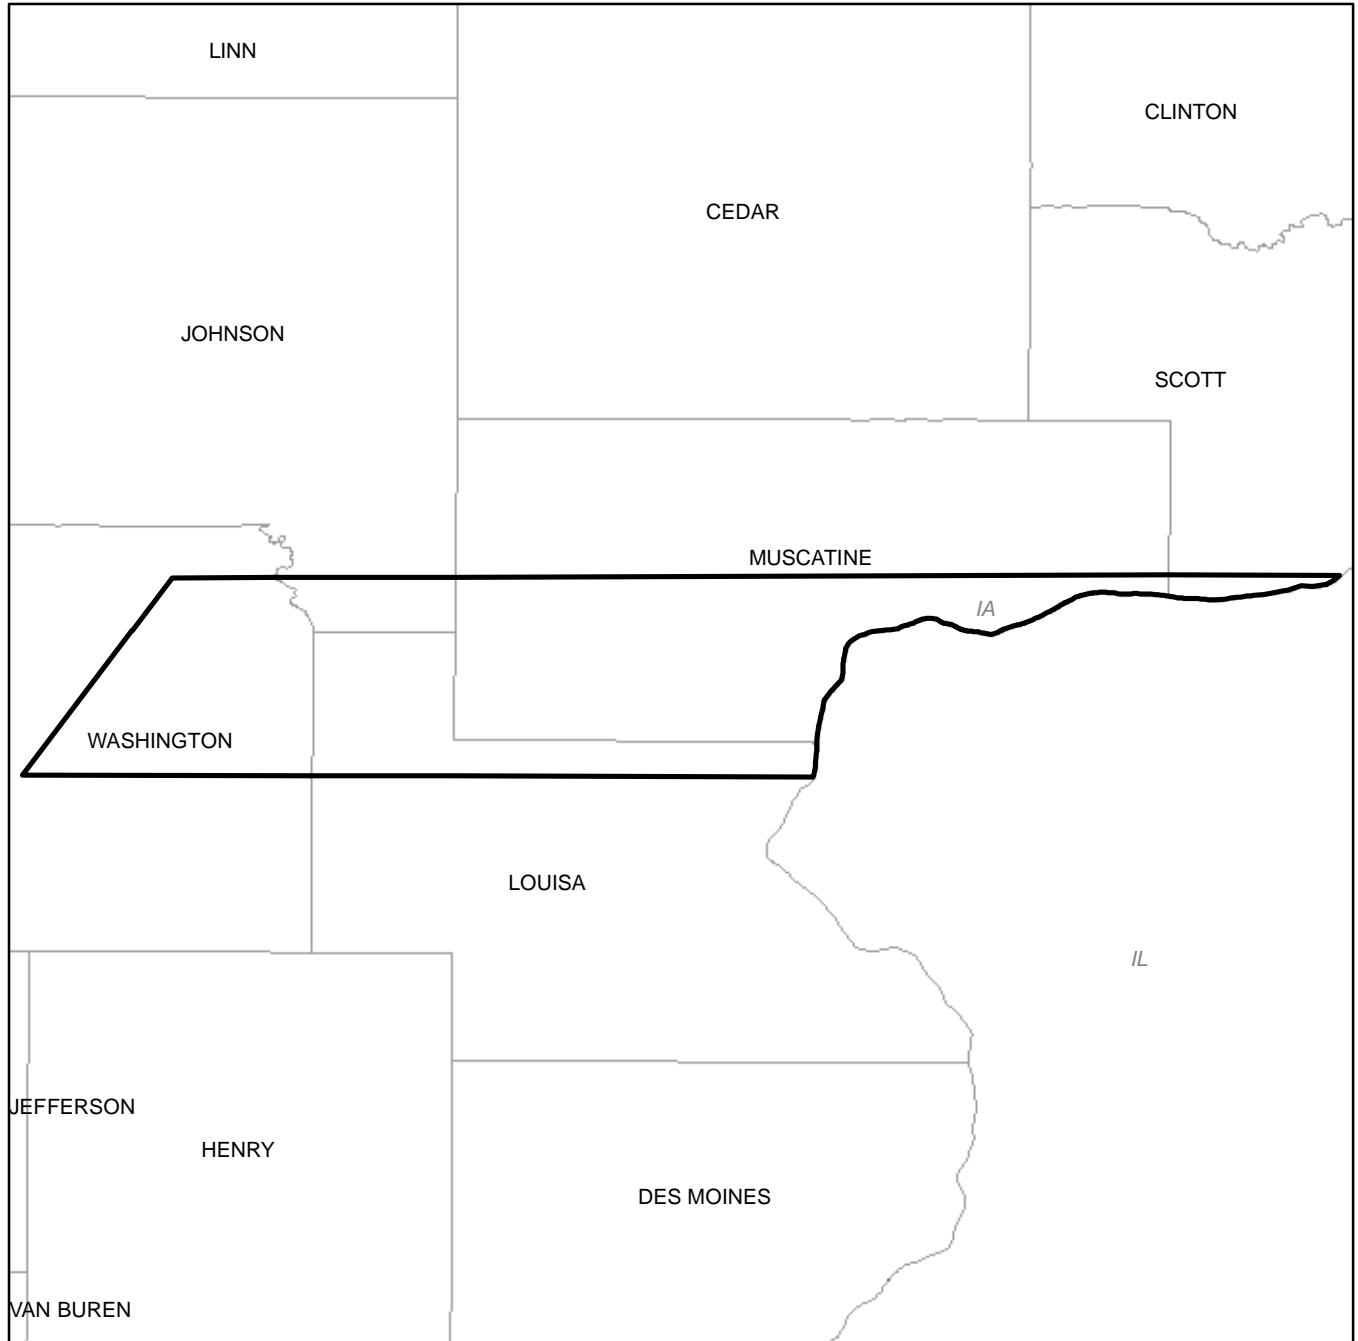 LINN
CLINTON
CEDAR
JOHNSON
SCOTT
MUSCATINE
IA
WASHINGTON
LOUISA
IL
JEFFERSON
HENRY
DES MOINES
VAN BUREN